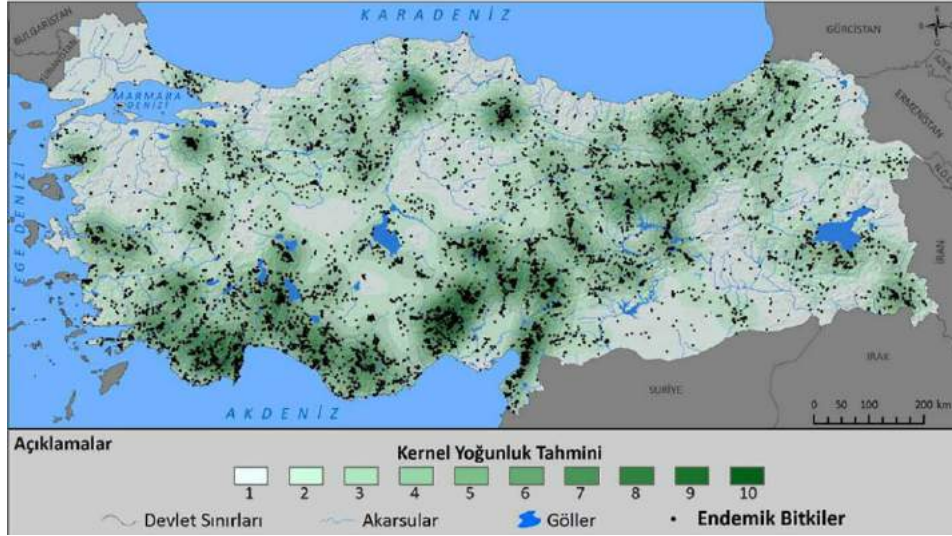 KARADENİZ
BULGARİSTAN
YUNANİSTAN
GÜRCİSTAN
MARMARA
DENİZİ
ERMENİSTAN
EGE DENİZİ
İRAN
IRAK
SURİYE
AKDENİZ
0 50 100 200 km
Açıklamalar
Kernel Yoğunluk Tahmini
1 2 3 4 5 6 7 8 9 10
Devlet Sınırları Akarsular Göller Endemik Bitkiler